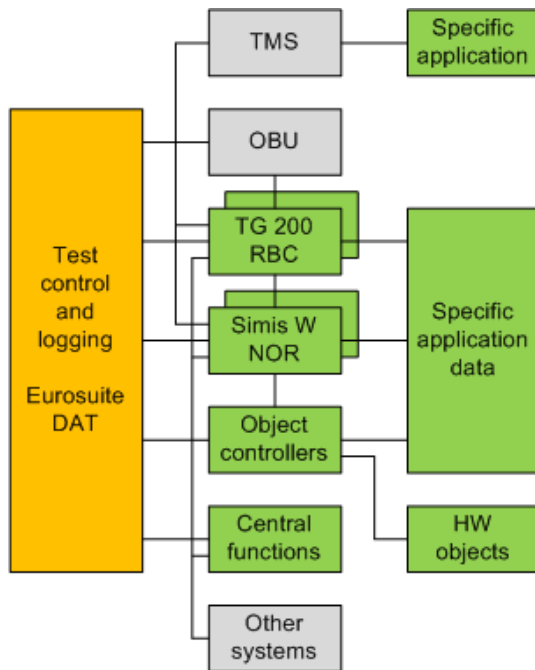 TMS
Specific
application
OBU
TG 200
RBC
Test
control
and
logging
Eurosuite
DAT
Simis W
NOR
Specific
application
data
Object
controllers
Central
functions
HW
objects
Other
systems